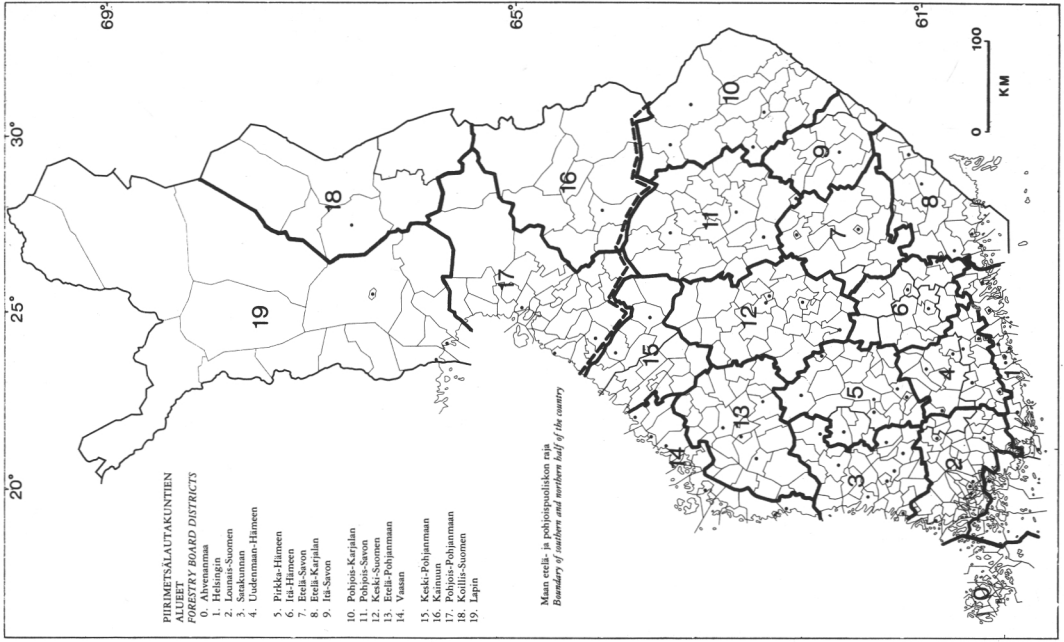 PIIRIMETSÄLAUTAKUNTIEN
ALUEET
FORESTRY BOARD DISTRICTS
0. Ahvenanmaa
1. Helsingin
2. Lounais-Suomen
3. Satakunnan
4. Uudenmaan-Hämeen
5. Pirkka-Hämeen
6. Itä-Hämeen
7. Etelä-Savon
8. Etelä-Karjalan
9. Itä-Savon
10. Pohjois-Karjalan
11. Pohjois-Savon
12. Keski-Suomen
13. Etelä-Pohjanmaan
14. Vaasan
15. Keski-Pohjanmaan
16. Kainuun
17. Pohjois-Pohjanmaan
18. Koillis-Suomen
19. Lapin
Maan etelä- ja pohjoispuoliskon raja
Boundary of southern and northern half of the country
20°
25°
30°
69°
65°
61°
19
18
17
16
15
14
13
12
11
10
9
8
7
6
5
4
3
2
1
0
0 100
KM